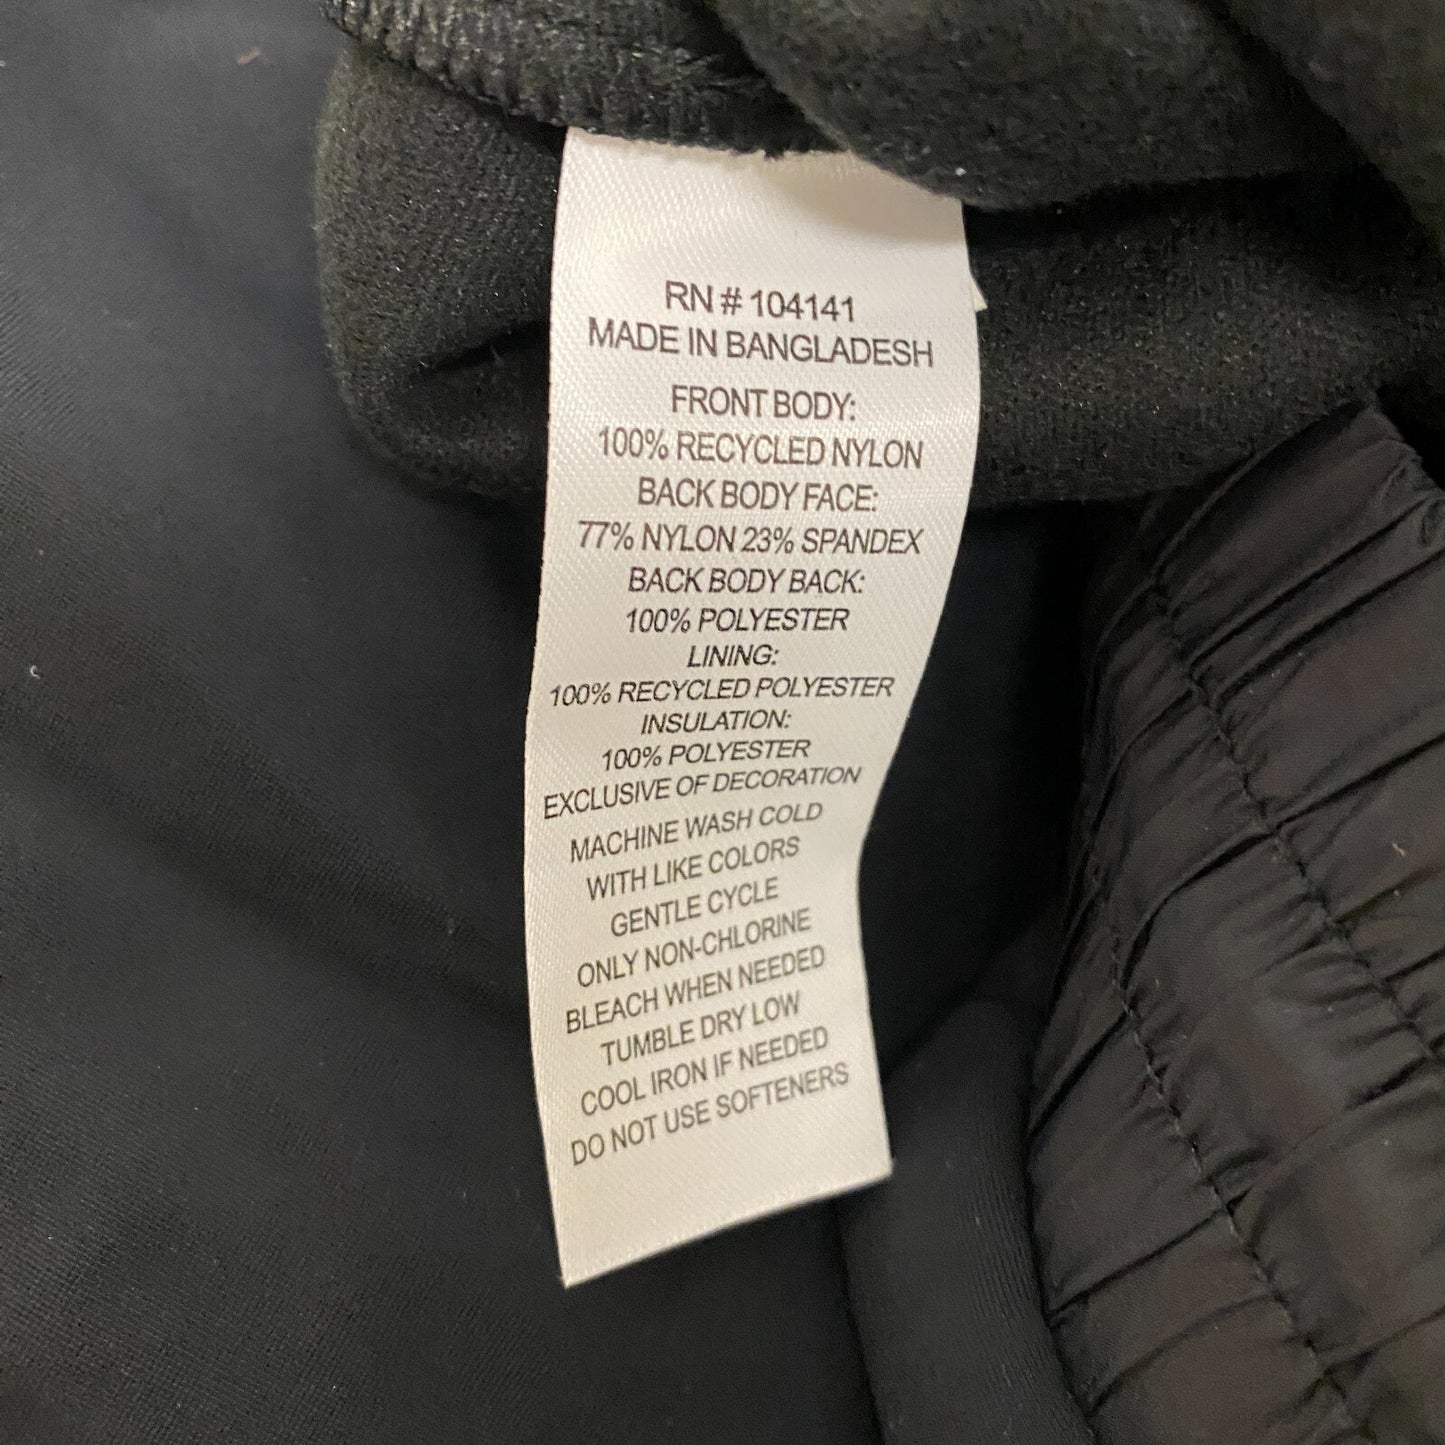 RN # 104141
MADE IN BANGLADESH
FRONT BODY:
100% RECYCLED NYLON
BACK BODY FACE:
77% NYLON 23% SPANDEX
BACK BODY BACK:
100% POLYESTER
LINING:
100% RECYCLED POLYESTER
INSULATION:
100% POLYESTER
EXCLUSIVE OF DECORATION
MACHINE WASH COLD
WITH LIKE COLORS
GENTLE CYCLE
ONLY NON-CHLORINE
BLEACH WHEN NEEDED
TUMBLE DRY LOW
COOL IRON IF NEEDED
DO NOT USE SOFTENERS